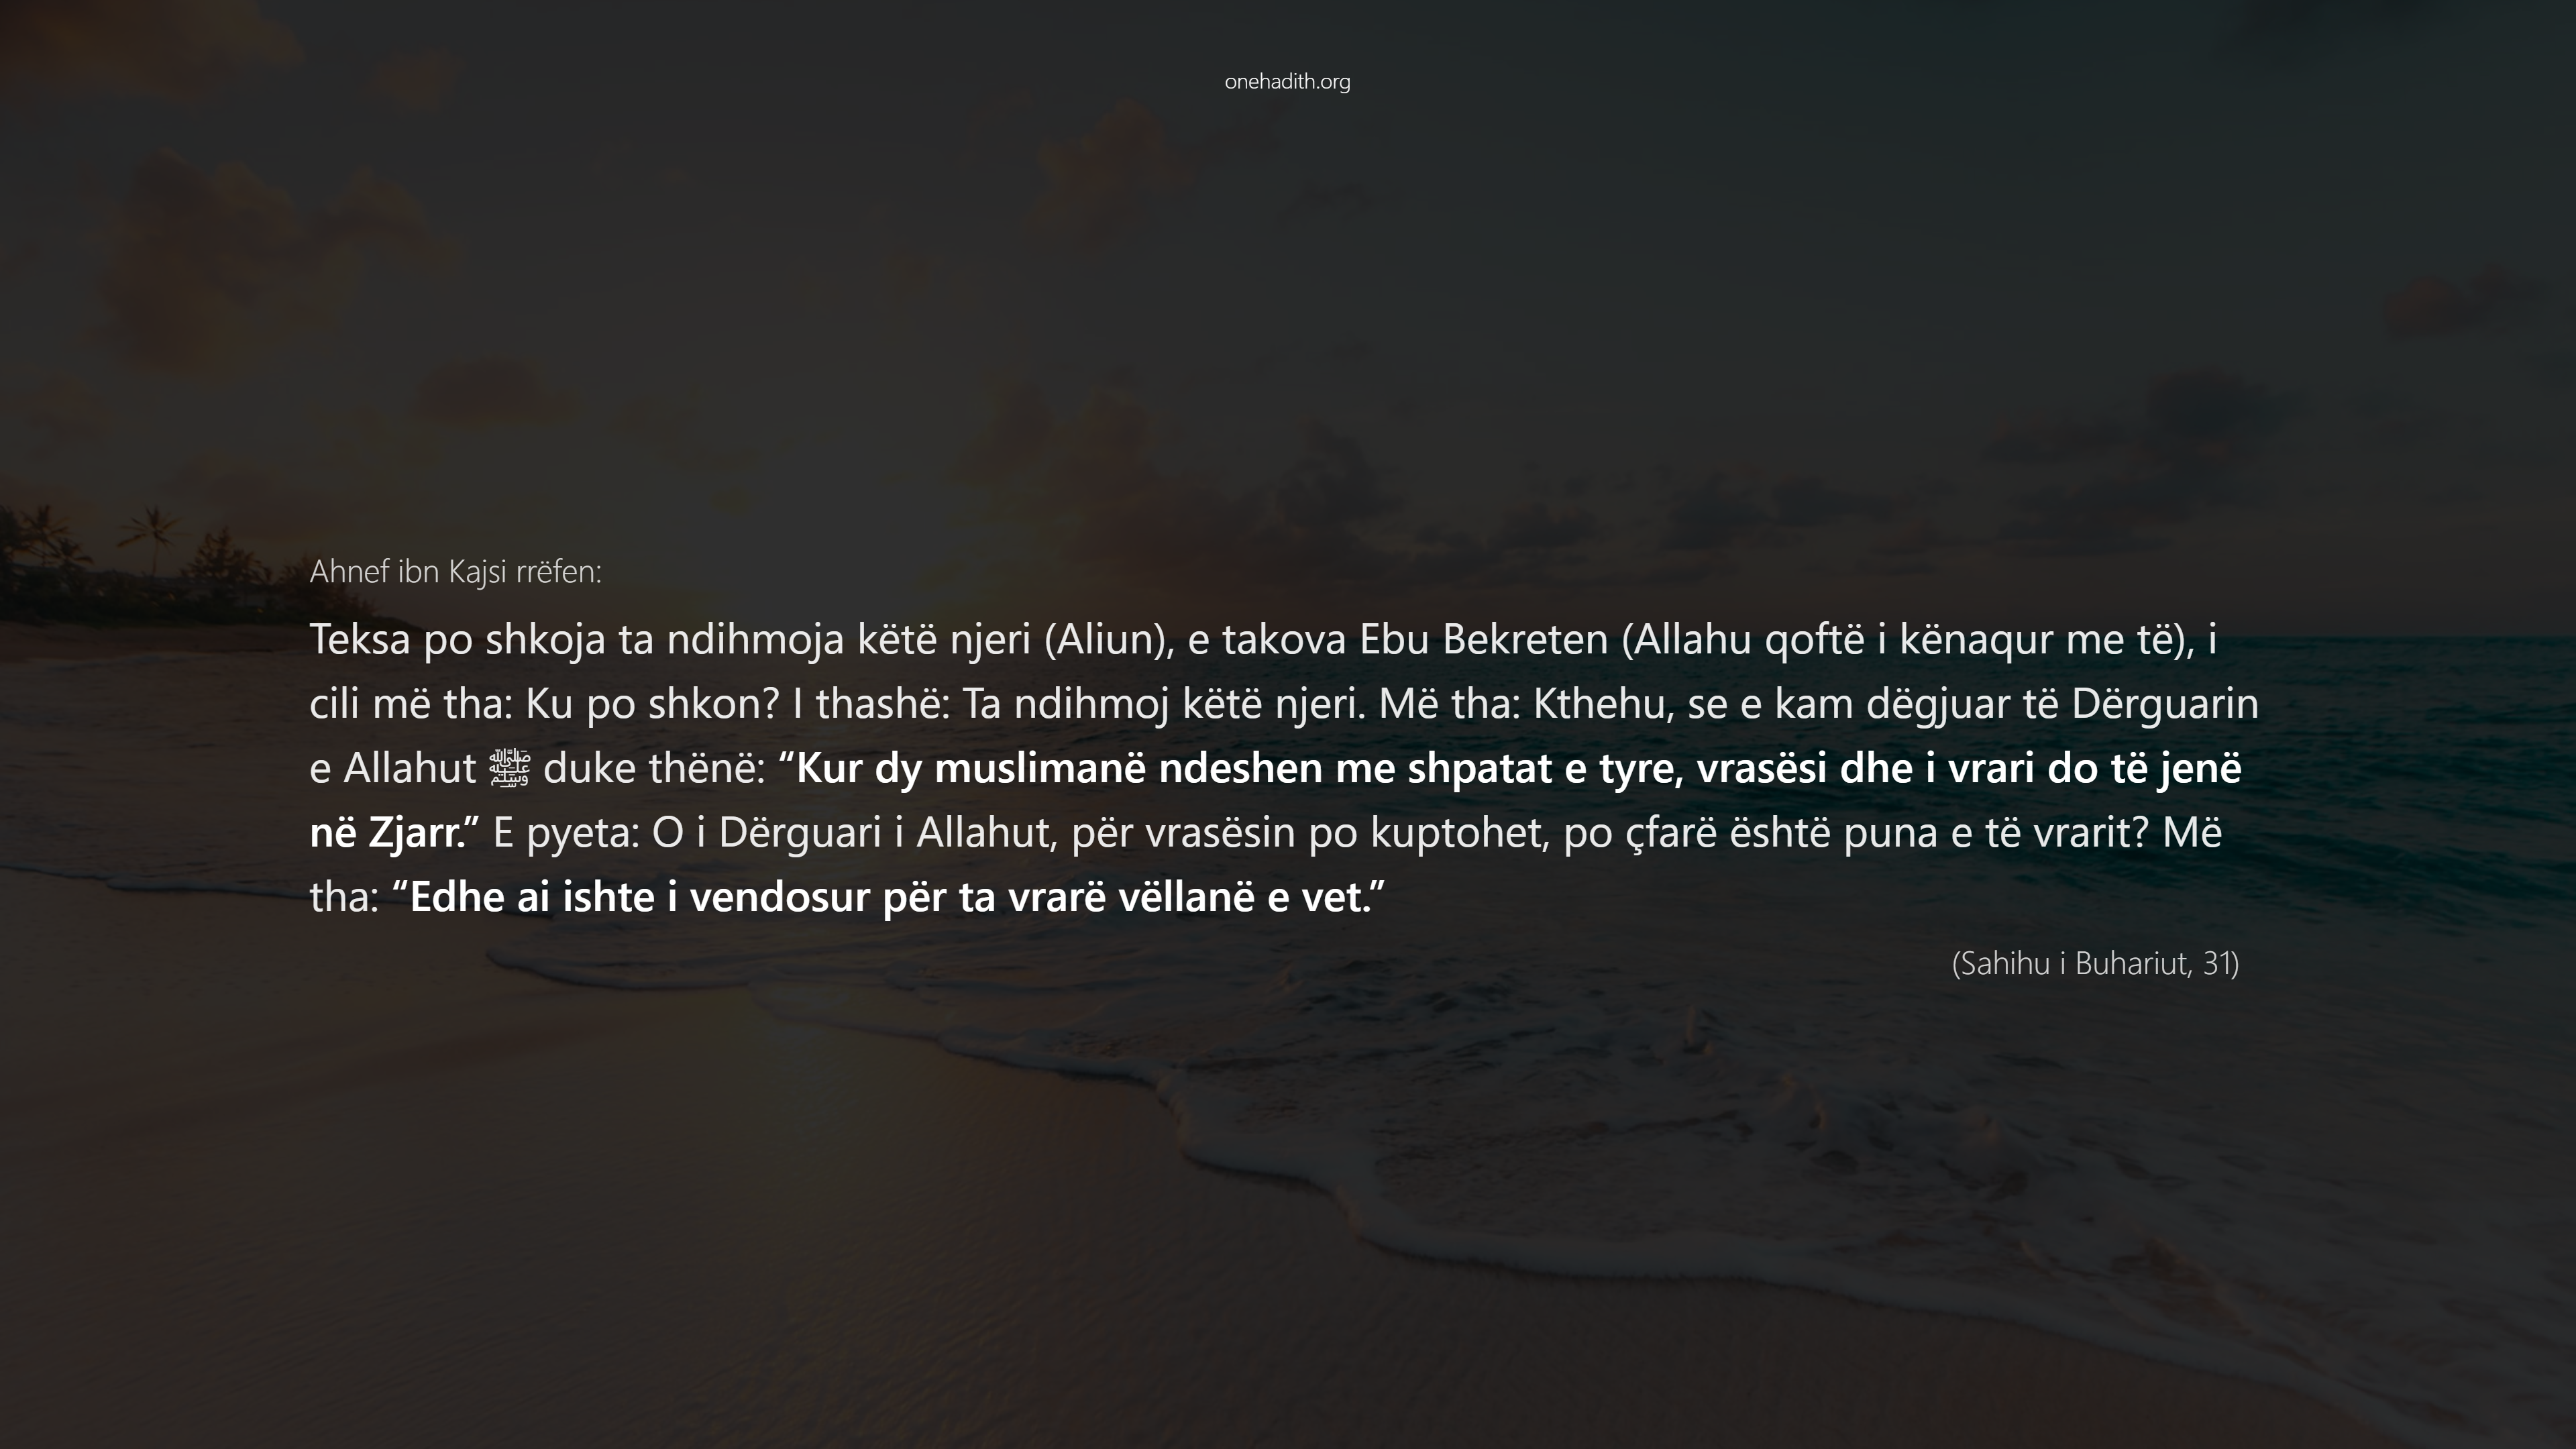 onehadith.org
Ahnef ibn Kajsi rrëfen:
Teksa po shkoja ta ndihmoja këtë njeri (Aliun), e takova Ebu Bekreten (Allahu qoftë i kënaqur me të), i
cili më tha: Ku po shkon? I thashë: Ta ndihmoj këtë njeri. Më tha: Kthehu, se e kam dëgjuar të Dërguarin
e Allahut ﷺ duke thënë: “Kur dy muslimanë ndeshen me shpatat e tyre, vrasësi dhe i vrari do të jenë
në Zjarr.” E pyeta: O i Dërguari i Allahut, për vrasësin po kuptohet, po çfarë është puna e të vrarit? Më
tha: “Edhe ai ishte i vendosur për ta vrarë vëllanë e vet.”
(Sahihu i Buhariut, 31)